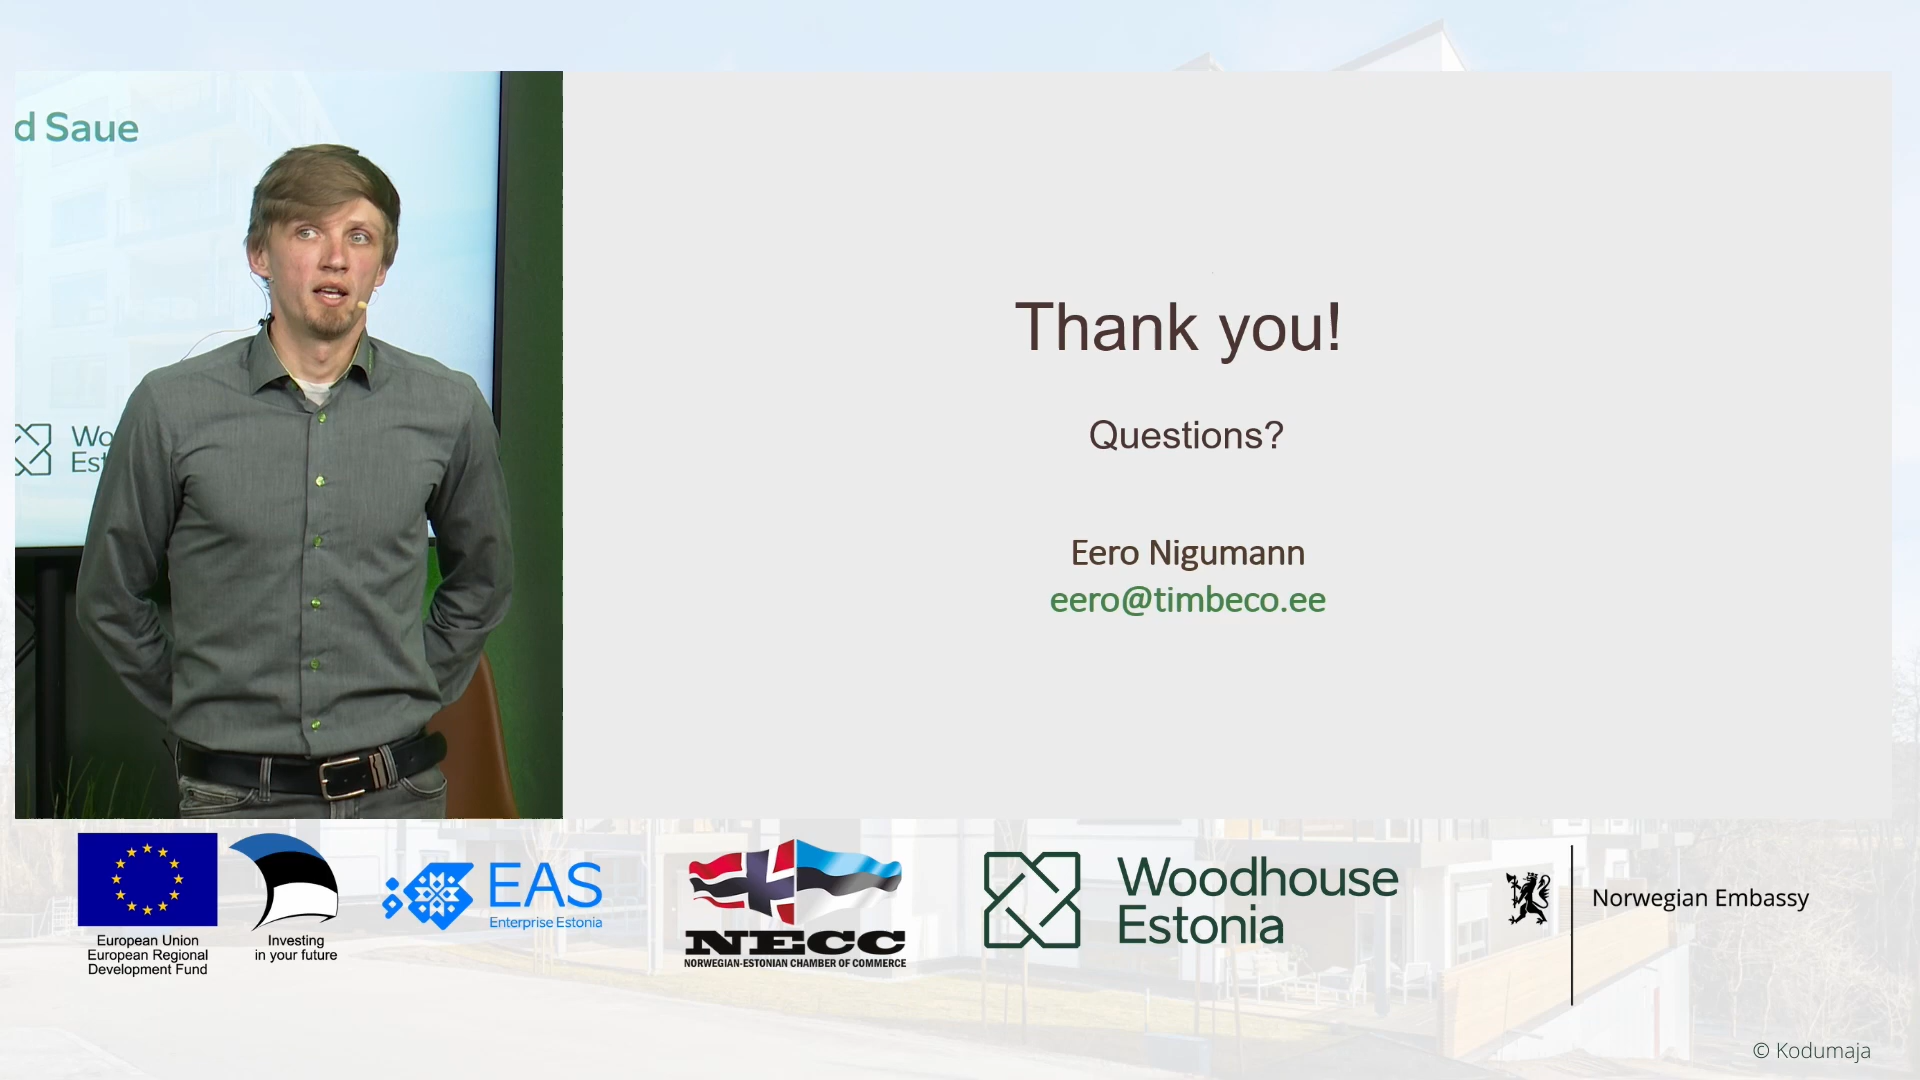 d Saue
Wo
Est
Thank you!
Questions?
Eero Nigumann
eero@timbeco.ee
European Union
European Regional
Development Fund
Investing
in your future
EAS
Enterprise Estonia
NECC
NORWEGIAN-ESTONIAN CHAMBER OF COMMERCE
Woodhouse
Estonia
Norwegian Embassy
© Kodumaja